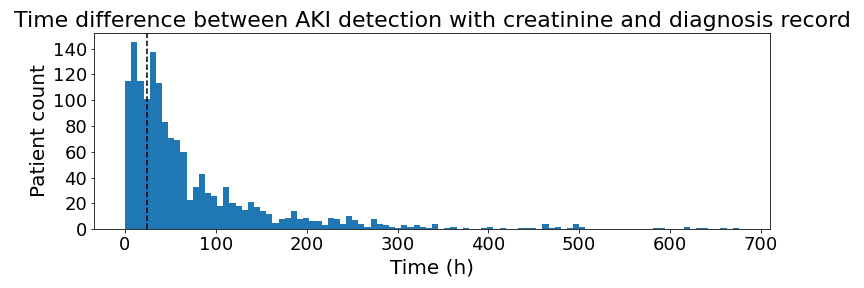 Time difference between AKI detection with creatinine and diagnosis record
Patient count
140
120
100
80
60
40
20
0
0 100 200 300 400 500 600 700
Time (h)